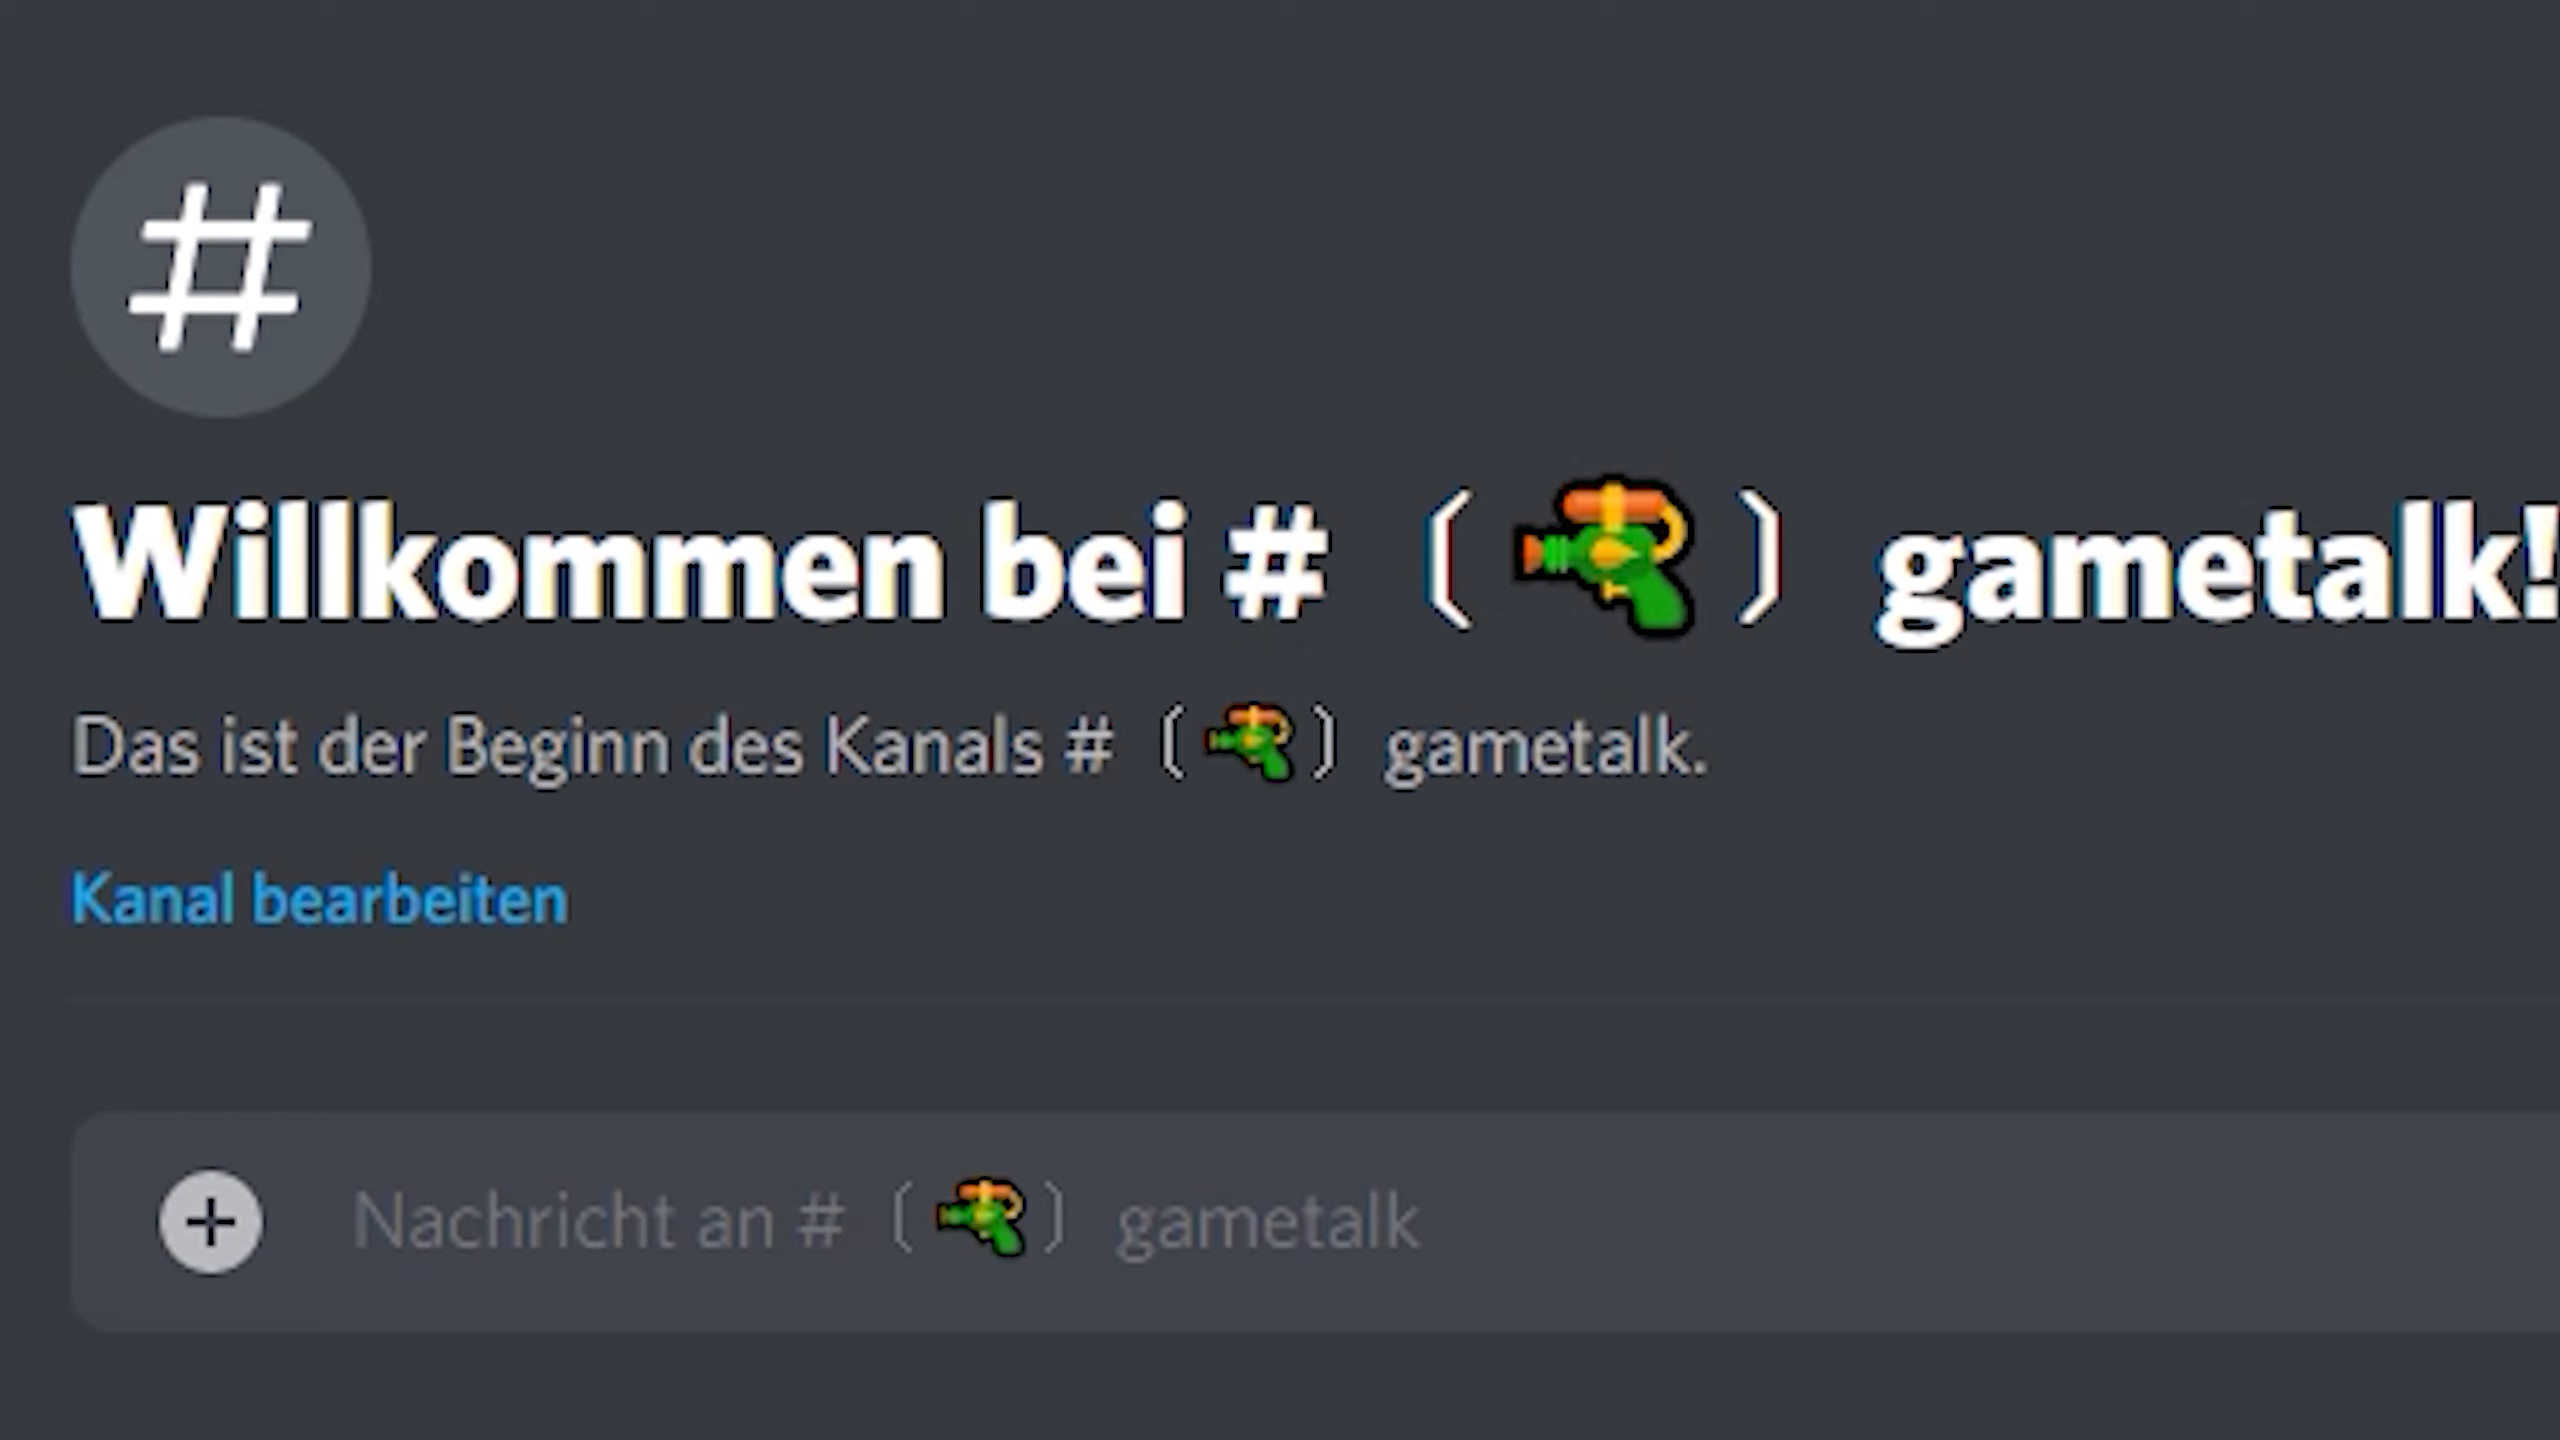 #
Willkommen bei # 〔🔫〕 gametalk!
Das ist der Beginn des Kanals # 〔🔫〕 gametalk.
Kanal bearbeiten
Nachricht an # 〔🔫〕 gametalk